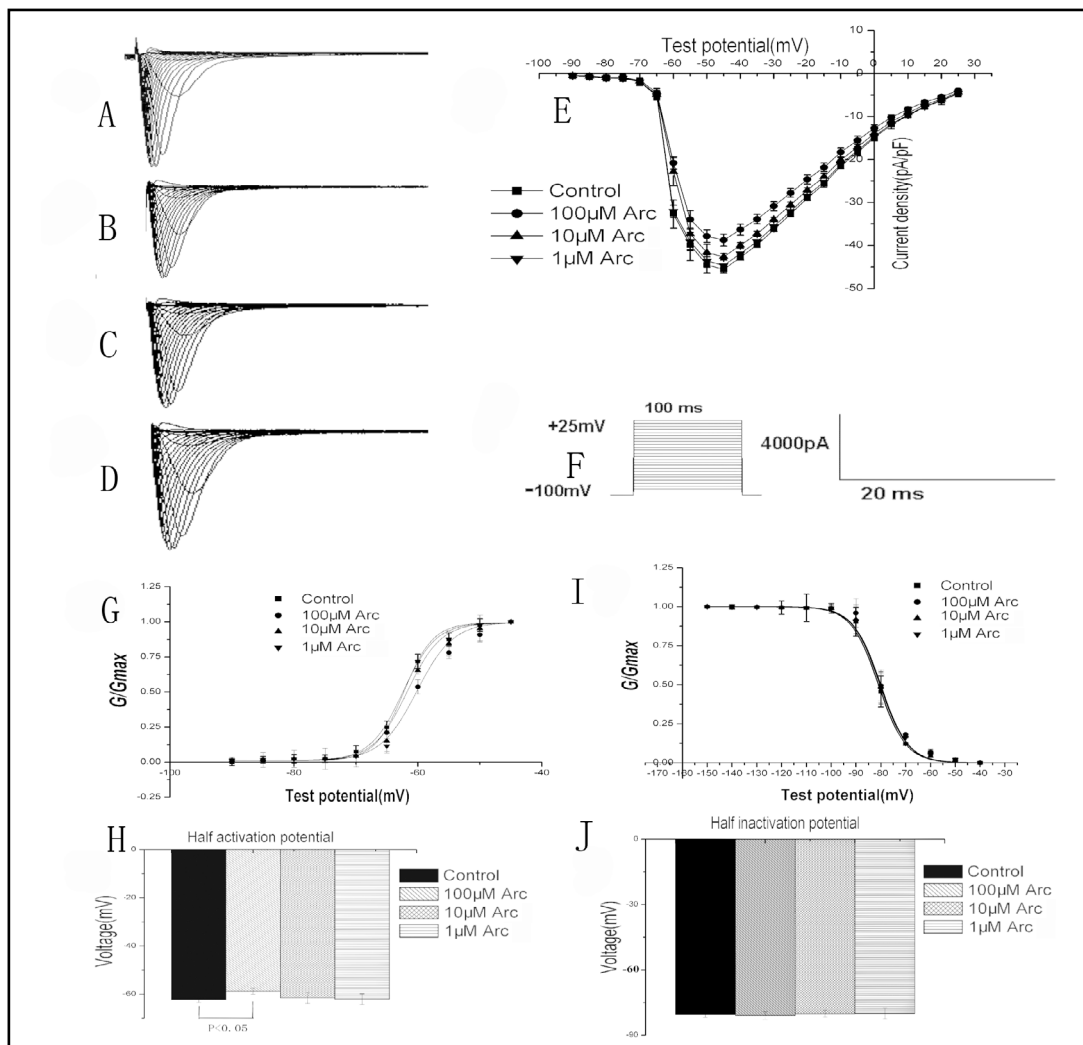 A
B
C
D
Test potential(mV)
-100 -90 -80 -70 -60 -50 -40 -30 -20 -10 0 10 20 30
0
-10
-20
-30
-40
-50
Current density(pA/pF)
E
Control
100µM Arc
10µM Arc
1µM Arc
100 ms
+25mV
F
-100mV
4000pA
20 ms
G
1.25
1.00
0.75
0.50
0.25
0.00
-0.25
G/Gmax
Control
100µM Arc
10µM Arc
1µM Arc
-100 -80 -60 -40
Test potential(mV)
I
1.25
1.00
0.75
0.50
0.25
0.00
G/Gmax
Control
100µM Arc
10µM Arc
1µM Arc
-170 -160 -150 -140 -130 -120 -110 -100 -90 -80 -70 -60 -50 -40 -30
Test potential(mV)
H
Half activation potential
0
-20
-40
-60
Voltage(mV)
Control
100µM Arc
10µM Arc
1µM Arc
P<0.05
J
Half inactivation potential
0
-30
-60
-90
Voltage(mV)
Control
100µM Arc
10µM Arc
1µM Arc